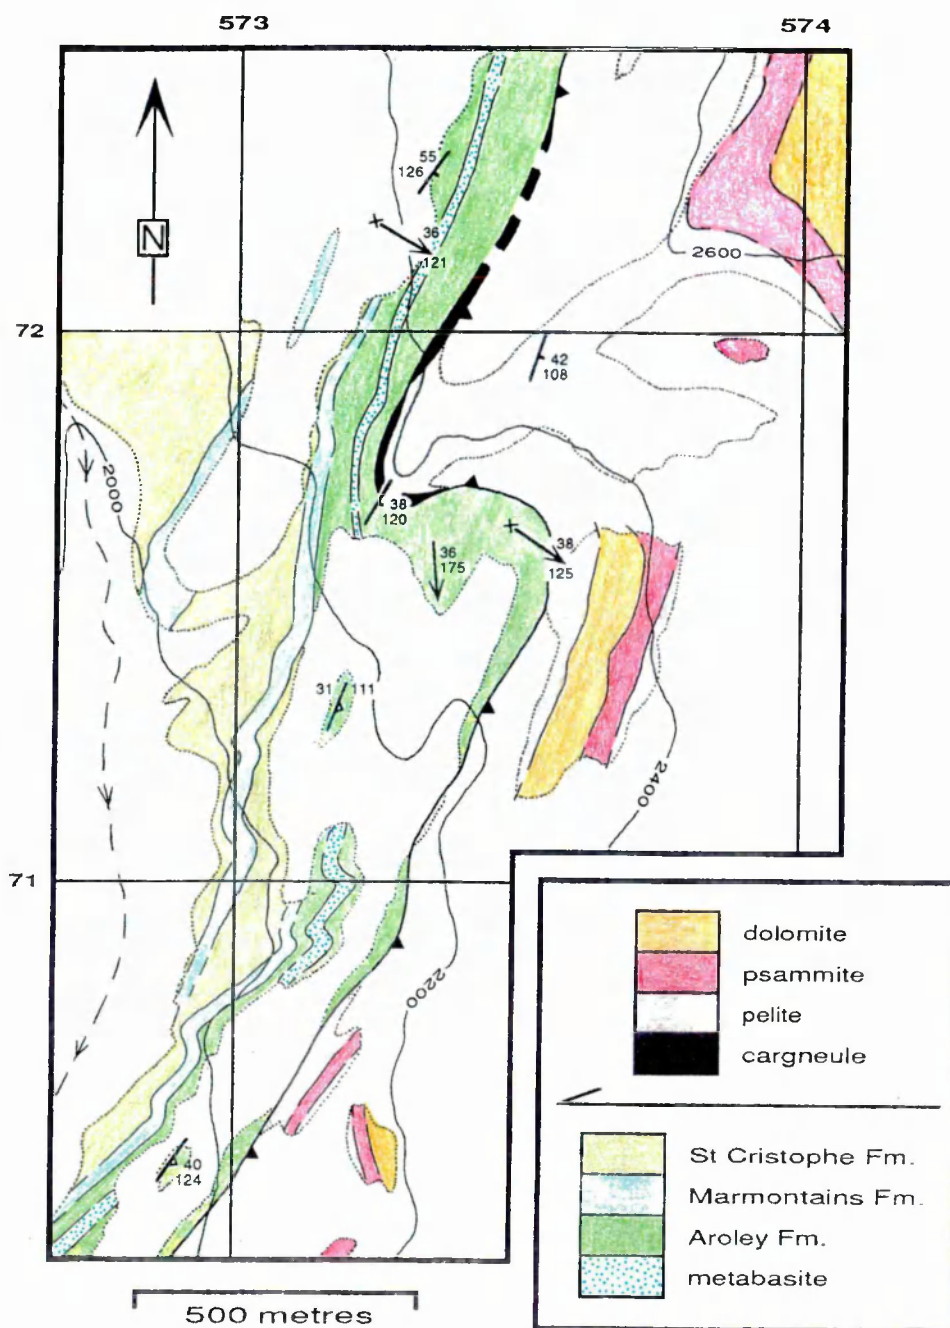 573
574
55
126
N
36
121
2600
72
42
108
2000
38
120
38
125
36
175
31 111
2400
71
2200
40
124
dolomite
psammite
pelite
cargneule
St Cristophe Fm.
Marmontains Fm.
Aroley Fm.
metabasite
500 metres